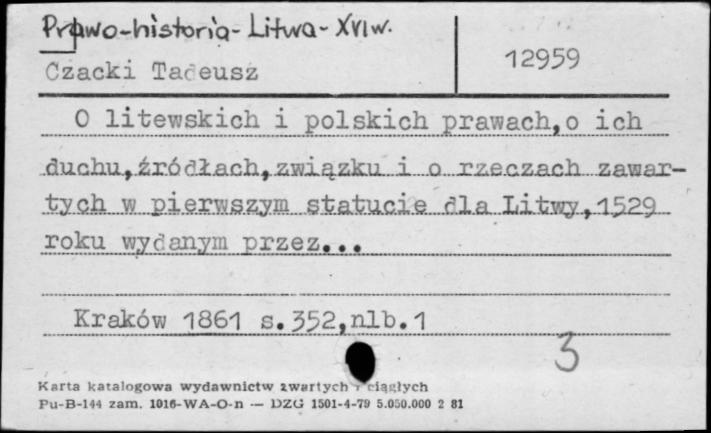 Prawo-historia-Litwa-XVIw.
Czacki Tadeusz
12959
O litewskich i polskich prawach,o ich
duchu,źródłach,związku i o rzeczach zawar-
tych w pierwszym statucie dla Litwy,1529
roku wydanym przez...
Kraków 1861 s.352,nlb.1
3
Karta katalogowa wydawnictw zwartych i ciągłych
Pu-B-144 zam. 1016-WA-O-n — DZG 1501-4-79 5.050.000 2 81